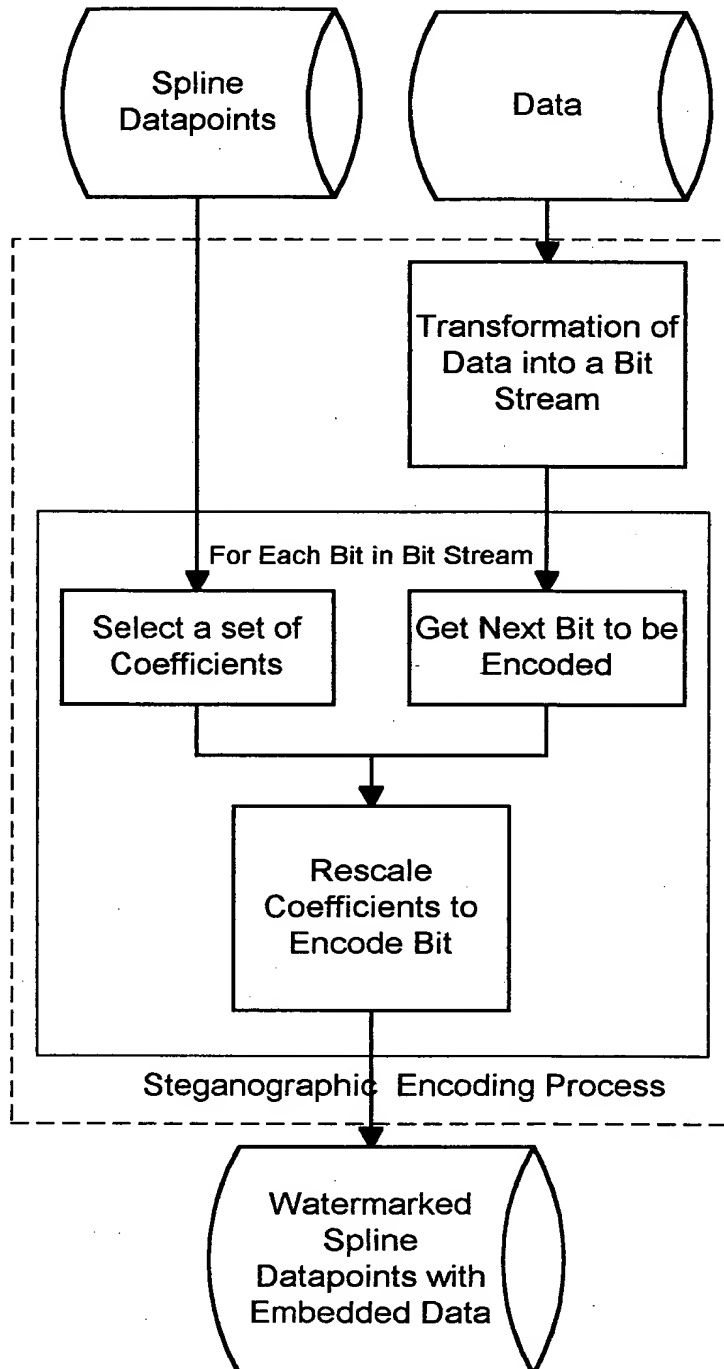 Spline
Datapoints
Data
Transformation of
Data into a Bit
Stream
For Each Bit in Bit Stream
Select a set of
Coefficients
Get Next Bit to be
Encoded
Rescale
Coefficients to
Encode Bit
Steganographic Encoding Process
Watermarked
Spline
Datapoints with
Embedded Data